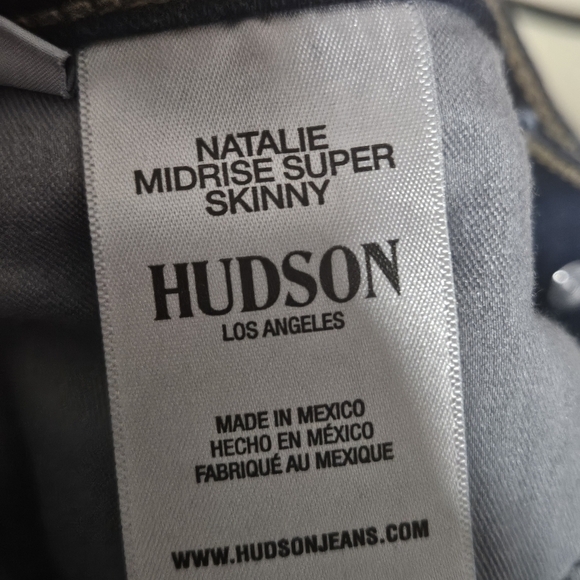 NATALIE
MIDRISE SUPER
SKINNY
HUDSON
LOS ANGELES
MADE IN MEXICO
HECHO EN MÉXICO
FABRIQUÉ AU MEXIQUE
WWW.HUDSONJEANS.COM